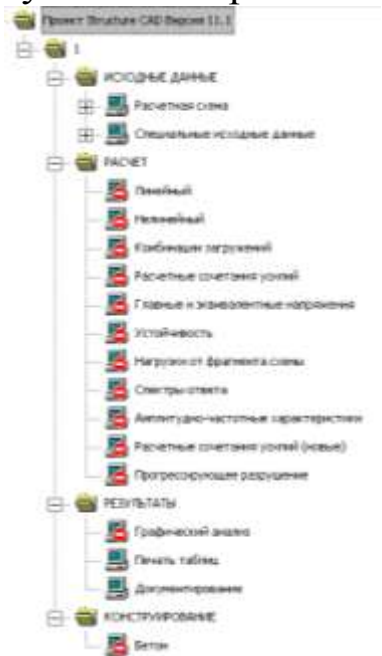 Проект Structure CAD Версия 11.1
1
ИСХОДНЫЕ ДАННЫЕ
Расчетная схема
Специальные исходные данные
РАСЧЕТ
Линейный
Нелинейный
Комбинации загружений
Расчетные сочетания усилий
Главные и эквивалентные напряжения
Устойчивость
Нагрузки от фрагмента схемы
Спектры ответа
Амплитудно-частотные характеристики
Расчетные сочетания усилий (новые)
Прогрессирующее разрушение
РЕЗУЛЬТАТЫ
Графический анализ
Печать таблиц
Документирование
КОНСТРУИРОВАНИЕ
Бетон